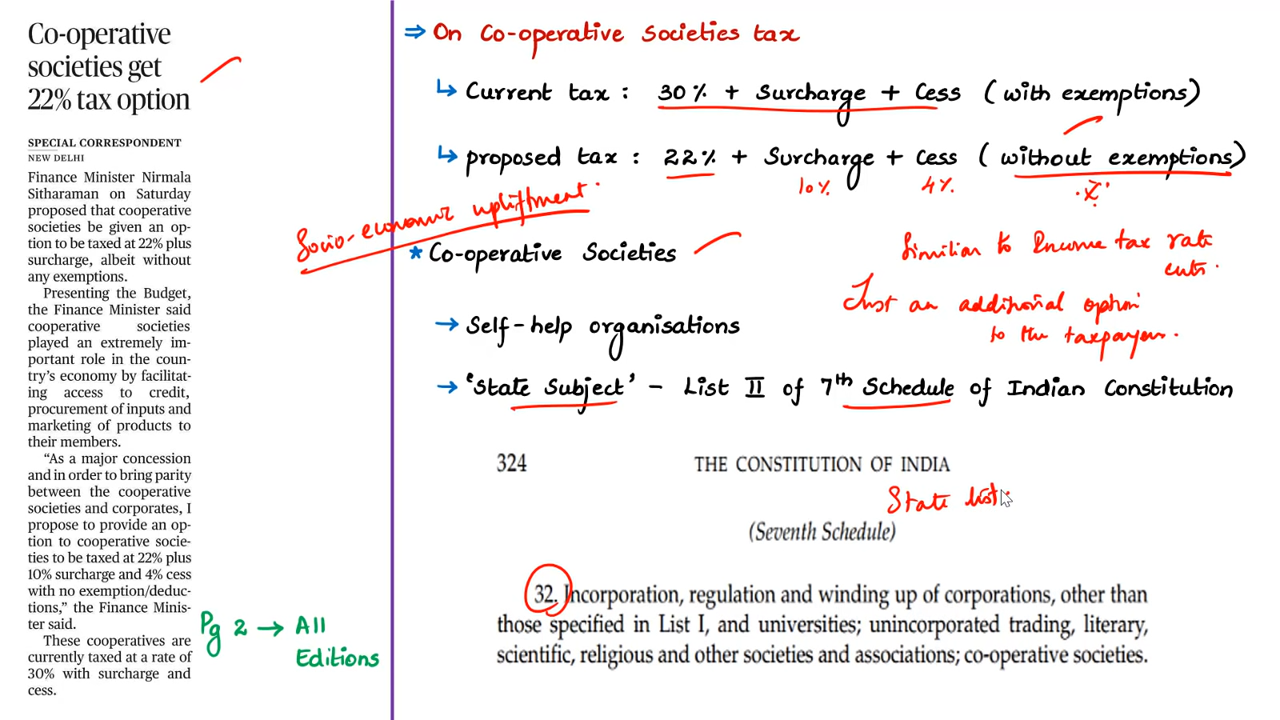 Co-operative
societies get
22% tax option
SPECIAL CORRESPONDENT
NEW DELHI
Finance Minister Nirmala
Sitharaman on Saturday
proposed that cooperative
societies be given an op-
tion to be taxed at 22% plus
surcharge, albeit without
any exemptions.
Presenting the Budget,
the Finance Minister said
cooperative societies
played an extremely im-
portant role in the coun-
try's economy by facilitat-
ing access to credit,
procurement of inputs and
marketing of products to
their members.
“As a major concession
and in order to bring parity
between the cooperative
societies and corporates, I
propose to provide an op-
tion to cooperative socie-
ties to be taxed at 22% plus
10% surcharge and 4% cess
with no exemption/deduc-
tions,” the Finance Minis-
ter said.
These cooperatives are
currently taxed at a rate of
30% with surcharge and
cess.
Pg 2 → All
Editions
⇒ On Co-operative Societies tax
↳ Current tax : 30% + Surcharge + Cess (with exemptions)
↳ proposed tax : 22% + Surcharge + Cess (without exemptions)
10% 4%
Socio-economic upliftment
* Co-operative Societies
Similar to Income tax rate
cuts.
Just an additional option
to the taxpayers.
→ Self-help organisations
→ 'State Subject' – List II of 7th Schedule of Indian Constitution
324 THE CONSTITUTION OF INDIA
State list
(Seventh Schedule)
32. Incorporation, regulation and winding up of corporations, other than
those specified in List I, and universities; unincorporated trading, literary,
scientific, religious and other societies and associations; co-operative societies.